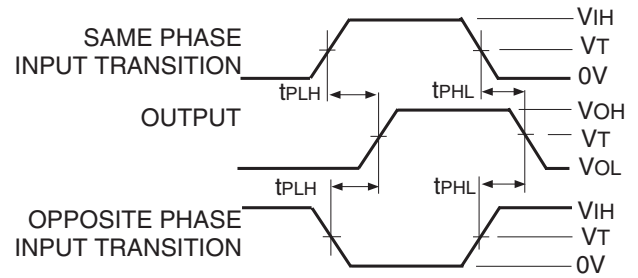 SAME PHASE
INPUT TRANSITION
VIH
VT
0V
tPLH
tPHL
OUTPUT
VOH
VT
VOL
tPLH
tPHL
OPPOSITE PHASE
INPUT TRANSITION
VIH
VT
0V